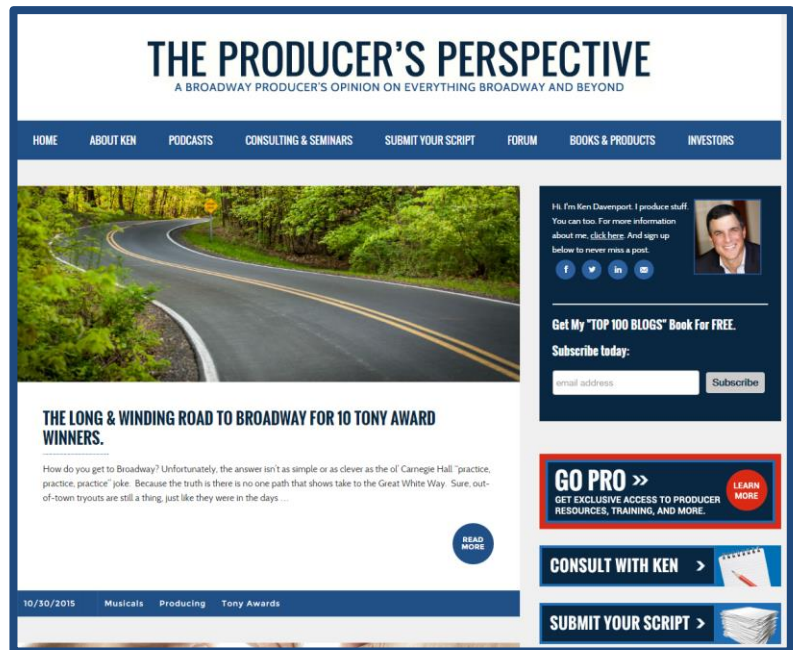 THE PRODUCER'S PERSPECTIVE
A BROADWAY PRODUCER'S OPINION ON EVERYTHING BROADWAY AND BEYOND
HOME ABOUT KEN PODCASTS CONSULTING & SEMINARS SUBMIT YOUR SCRIPT FORUM BOOKS & PRODUCTS INVESTORS
THE LONG & WINDING ROAD TO BROADWAY FOR 10 TONY AWARD
WINNERS.
How do you get to Broadway? Unfortunately, the answer isn't as simple or as clever as the ol' Carnegie Hall "practice,
practice, practice" joke. Because the truth is there is no one path that shows take to the Great White Way. Sure, out-
of-town tryouts are still a thing, just like they were in the days ...
READ
MORE
10/30/2015 Musicals Producing Tony Awards
Hi. I'm Ken Davenport. I produce stuff.
You can too. For more information
about me, click here. And sign up
below to never miss a post.
Get My "TOP 100 BLOGS" Book For FREE.
Subscribe today:
email address Subscribe
GO PRO »
GET EXCLUSIVE ACCESS TO PRODUCER
RESOURCES, TRAINING, AND MORE.
LEARN
MORE
CONSULT WITH KEN >
SUBMIT YOUR SCRIPT >